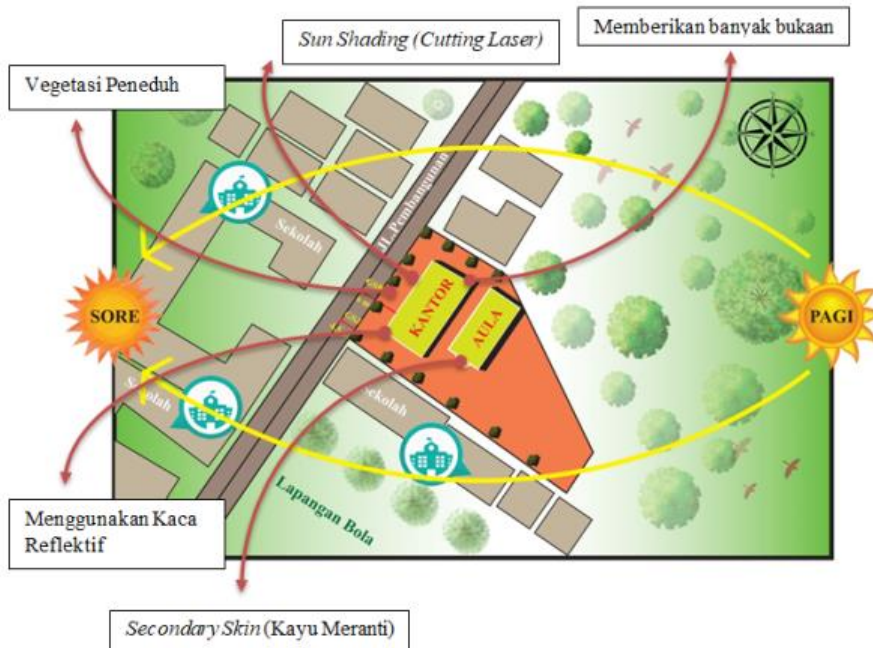 Sun Shading (Cutting Laser)
Memberikan banyak bukaan
Vegetasi Peneduh
Sekolah
JL.Pembangunan
SORE
KANTOR
AULA
PAGI
Sekolah
Menggunakan Kaca
Reflektif
Lapangan Bola
Secondary Skin (Kayu Meranti)